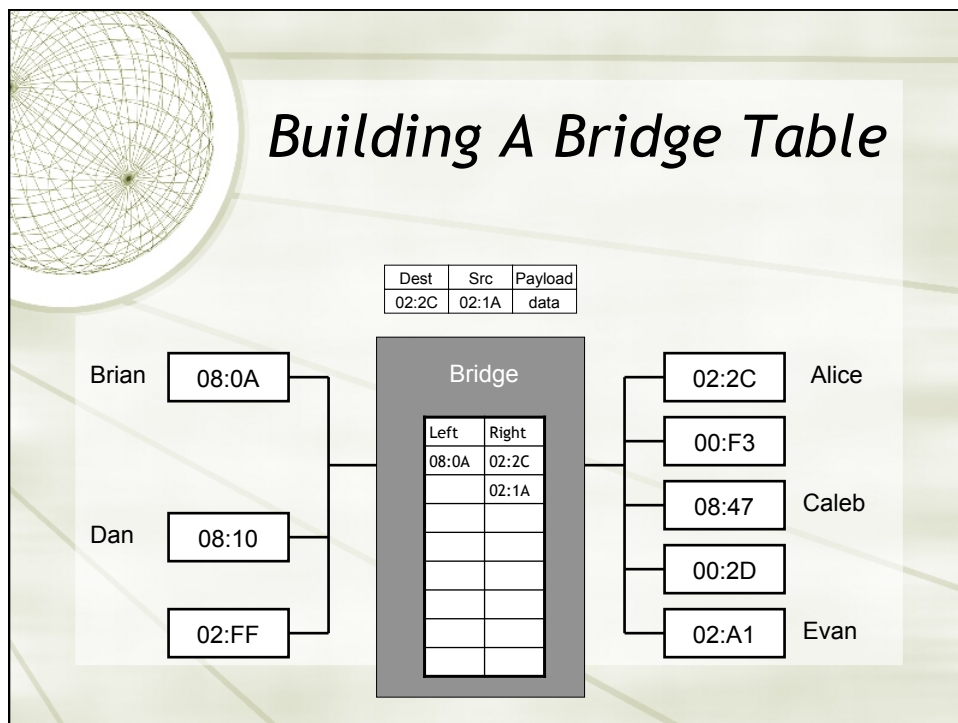 Building A Bridge Table
Dest Src Payload
02:2C 02:1A data
Bridge
Left Right
08:0A 02:2C
02:1A
Brian 08:0A
Dan 08:10
02:FF
02:2C Alice
00:F3
08:47 Caleb
00:2D
02:A1 Evan